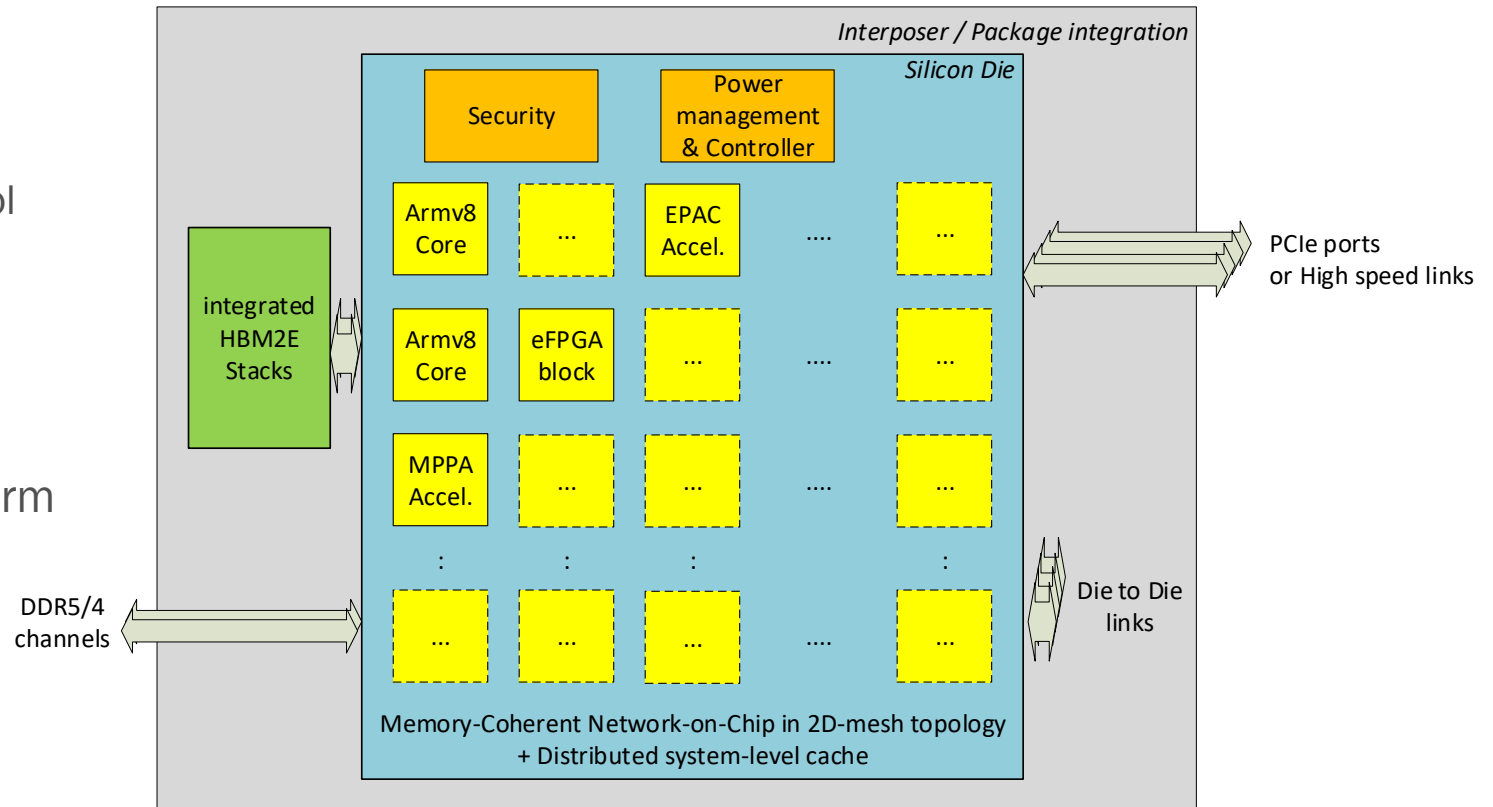 Interposer / Package integration
Silicon Die
Security
Power
management
& Controller
ol
Armv8
Core
...
EPAC
Accel.
....
...
PCIe ports
or High speed links
integrated
HBM2E
Stacks
Armv8
Core
eFPGA
block
...
....
...
MPPA
Accel.
...
...
....
...
rm
:
:
:
:
DDR5/4
channels
...
...
...
....
...
Die to Die
links
Memory-Coherent Network-on-Chip in 2D-mesh topology
+ Distributed system-level cache